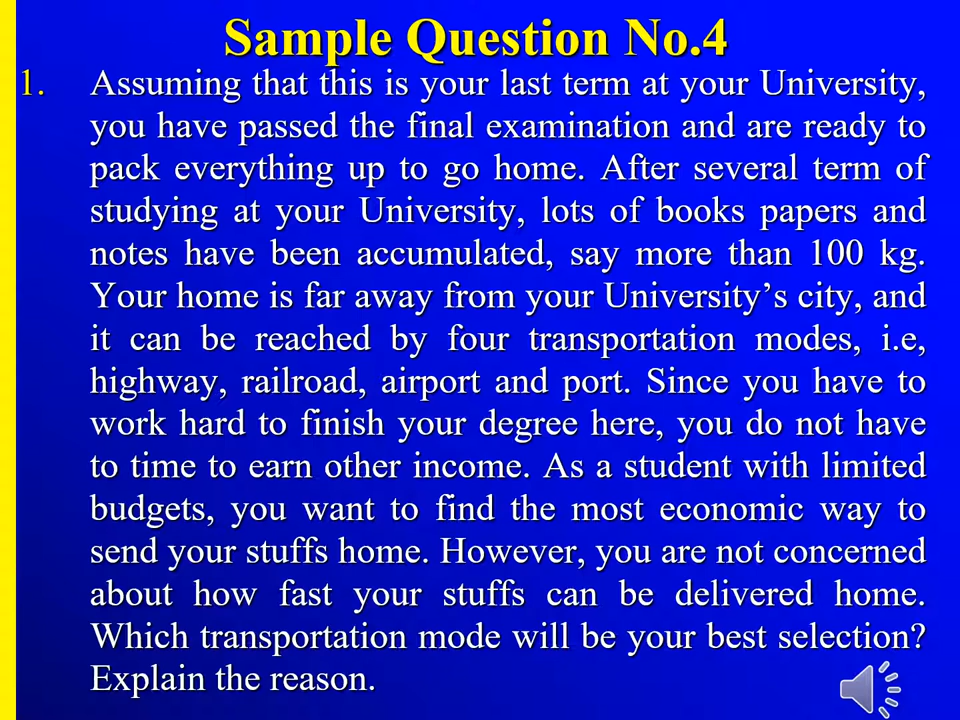 Sample Question No.4
1. Assuming that this is your last term at your University,
you have passed the final examination and are ready to
pack everything up to go home. After several term of
studying at your University, lots of books papers and
notes have been accumulated, say more than 100 kg.
Your home is far away from your University’s city, and
it can be reached by four transportation modes, i.e,
highway, railroad, airport and port. Since you have to
work hard to finish your degree here, you do not have
to time to earn other income. As a student with limited
budgets, you want to find the most economic way to
send your stuffs home. However, you are not concerned
about how fast your stuffs can be delivered home.
Which transportation mode will be your best selection?
Explain the reason.